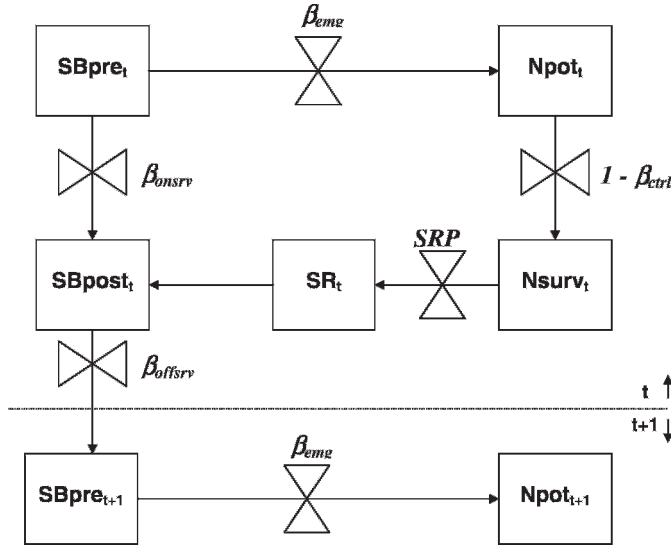 β_emg
SBpre_t
Npot_t
β_onsrv
1 - β_ctrl
SRP
SBpost_t
SR_t
Nsurv_t
β_offsrv
t
t+1
β_emg
SBpre_t+1
Npot_t+1